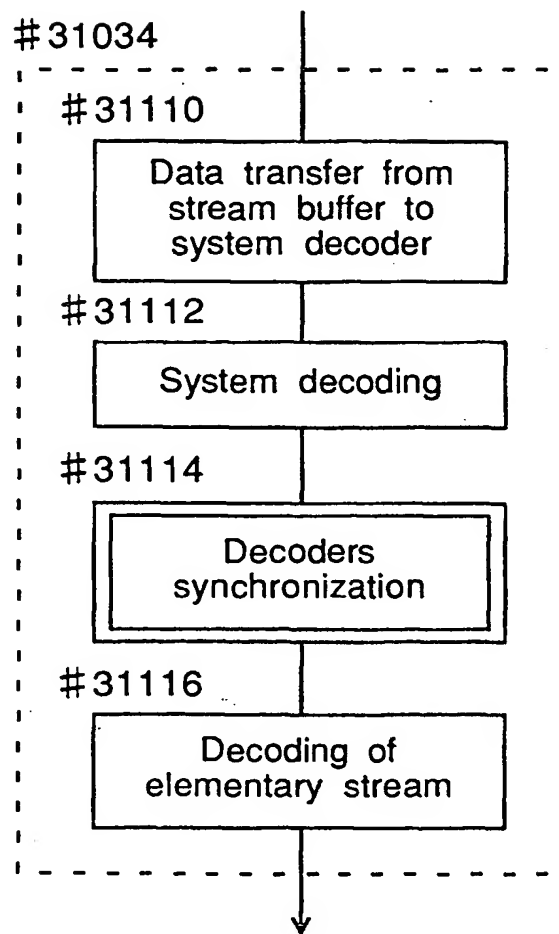 #31034
#31110
Data transfer from
stream buffer to
system decoder
#31112
System decoding
#31114
Decoders
synchronization
#31116
Decoding of
elementary stream